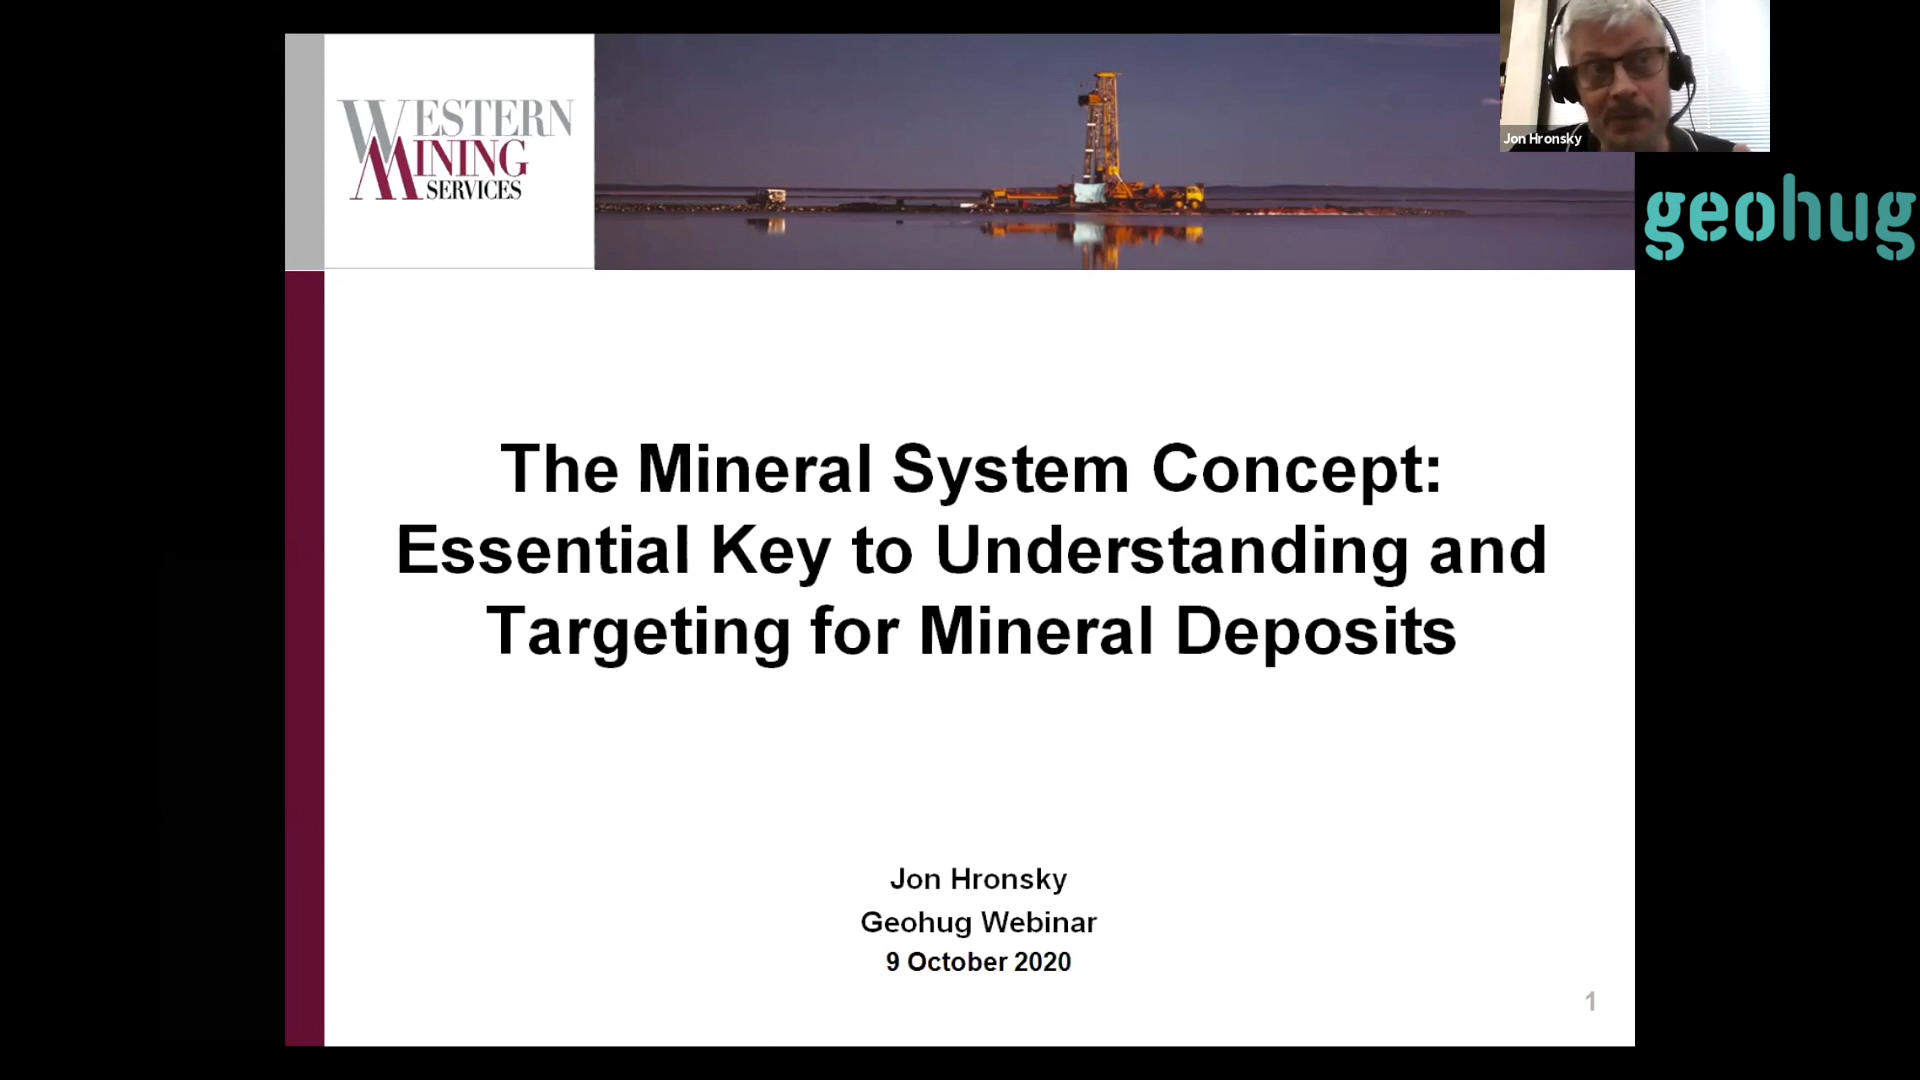 WESTERN
MINING
SERVICES
Jon Hronsky
geohug
The Mineral System Concept:
Essential Key to Understanding and
Targeting for Mineral Deposits
Jon Hronsky
Geohug Webinar
9 October 2020
1